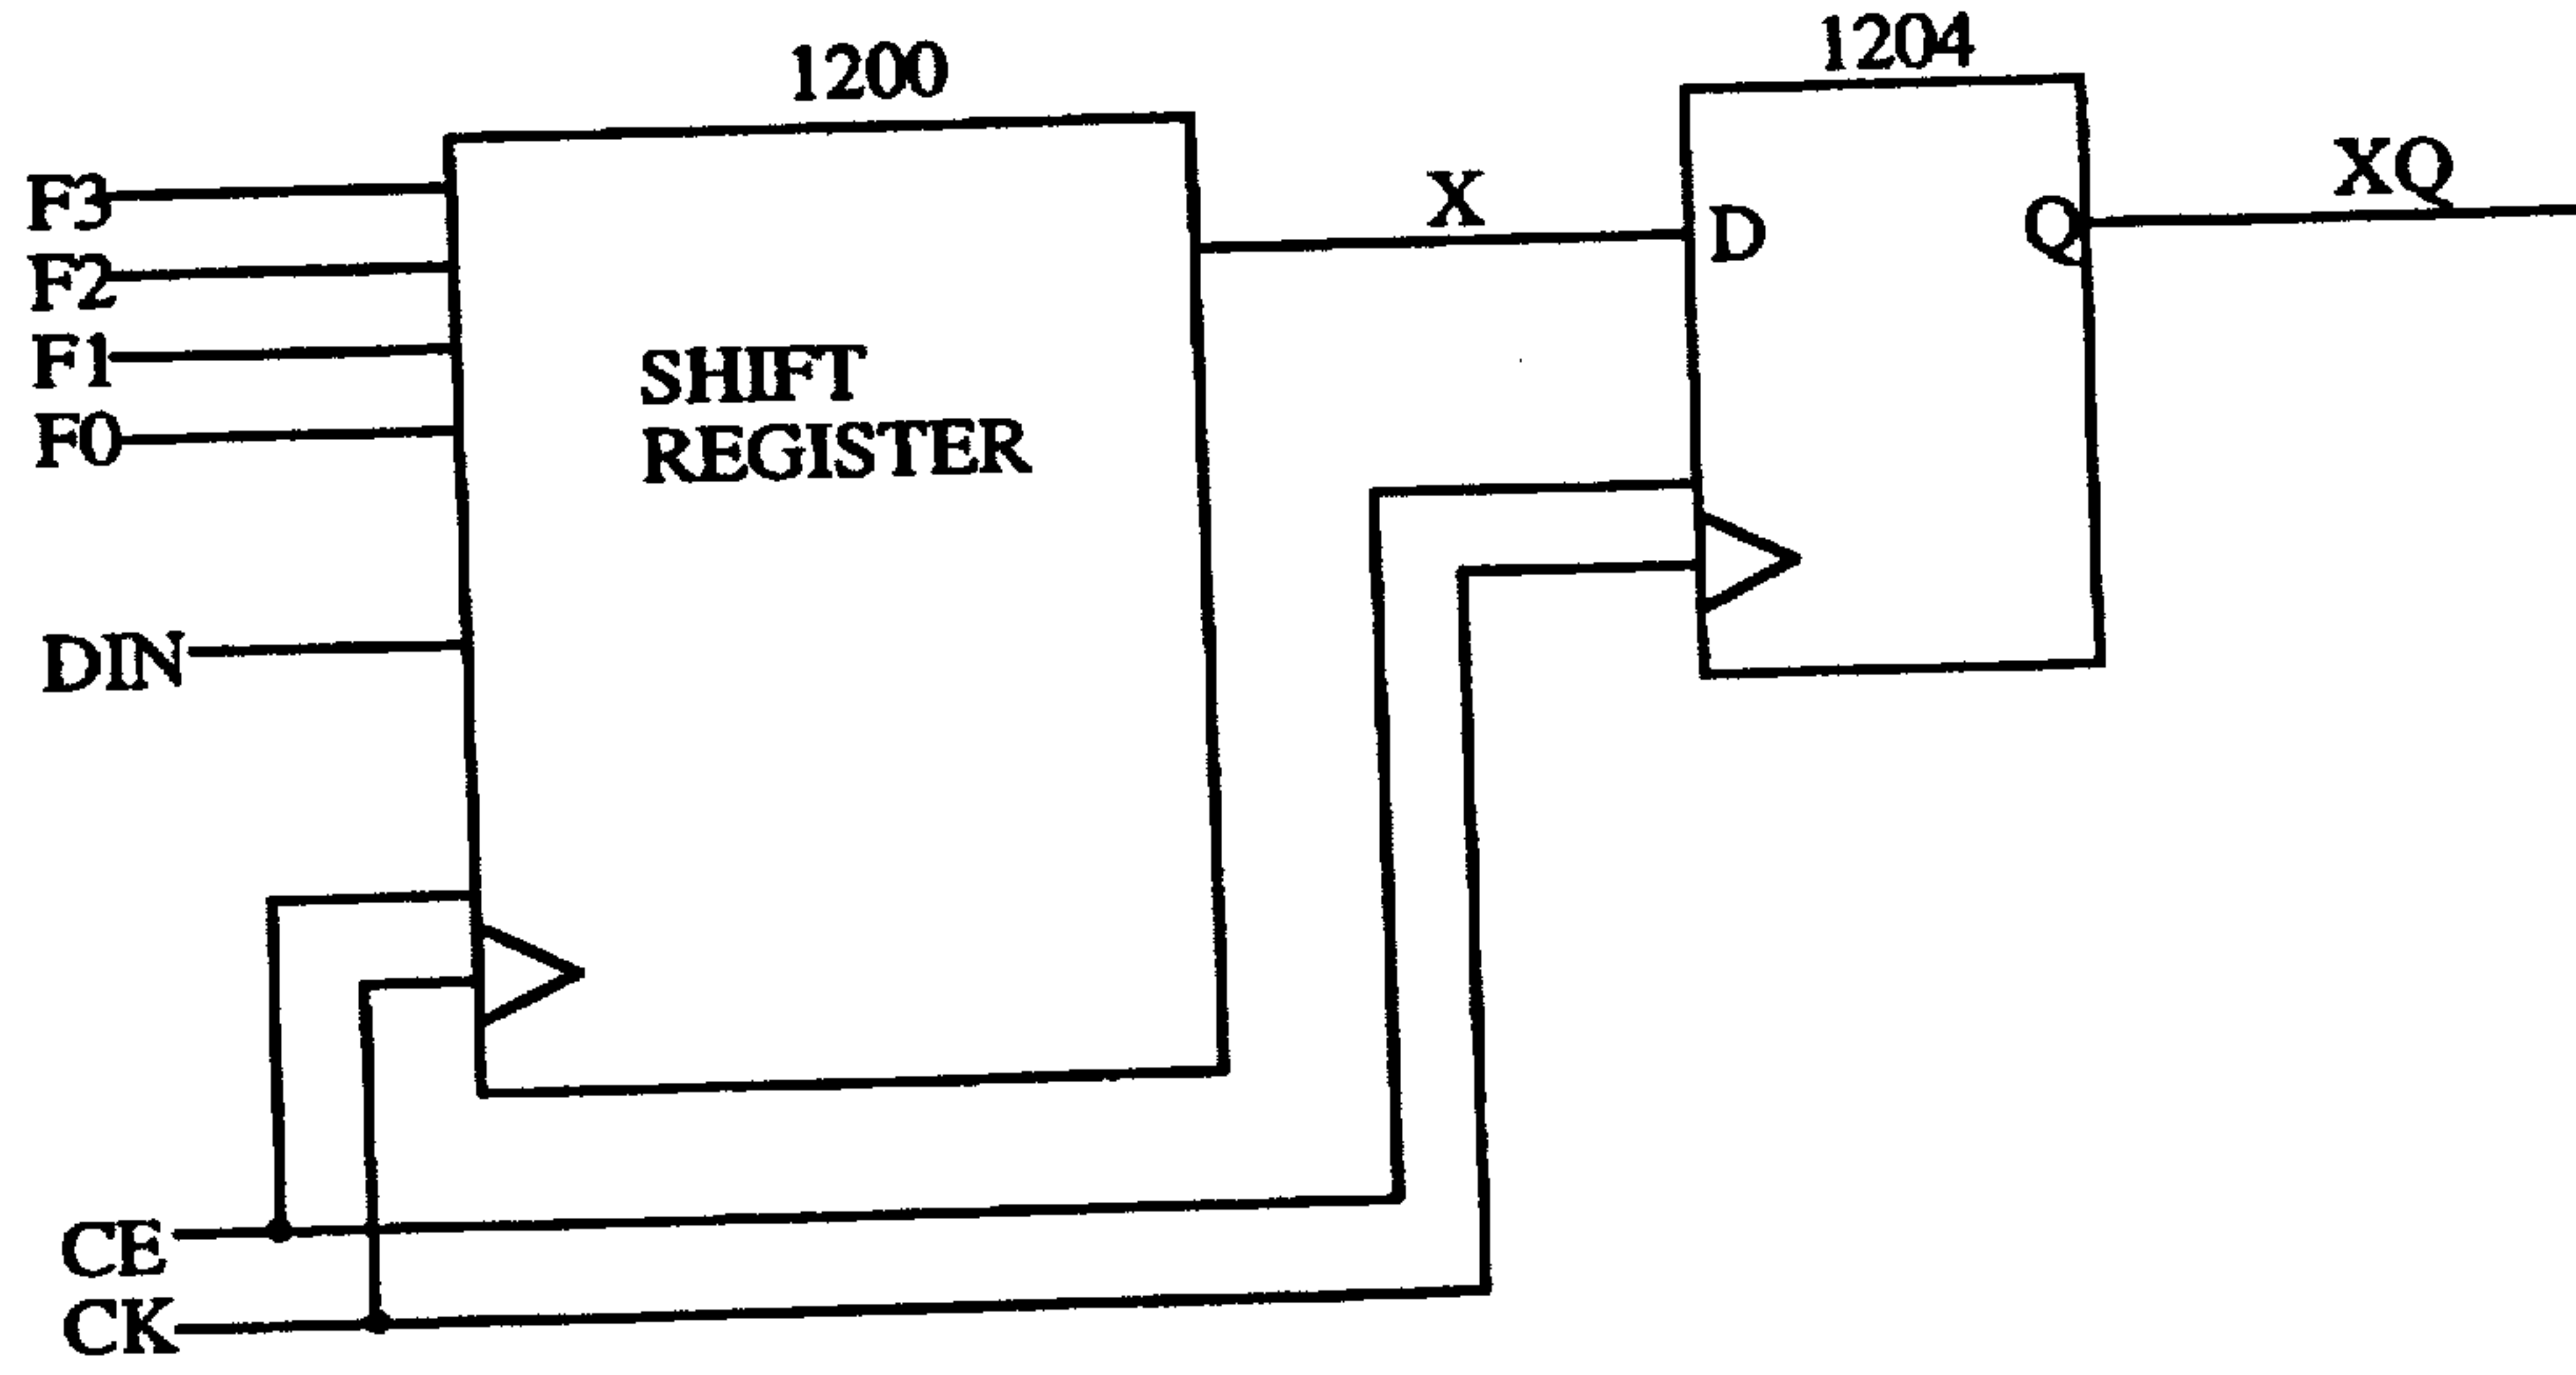 1200
1204
F3
F2
F1
F0
X
D
Q
XQ
SHIFT
REGISTER
DIN
CE
CK